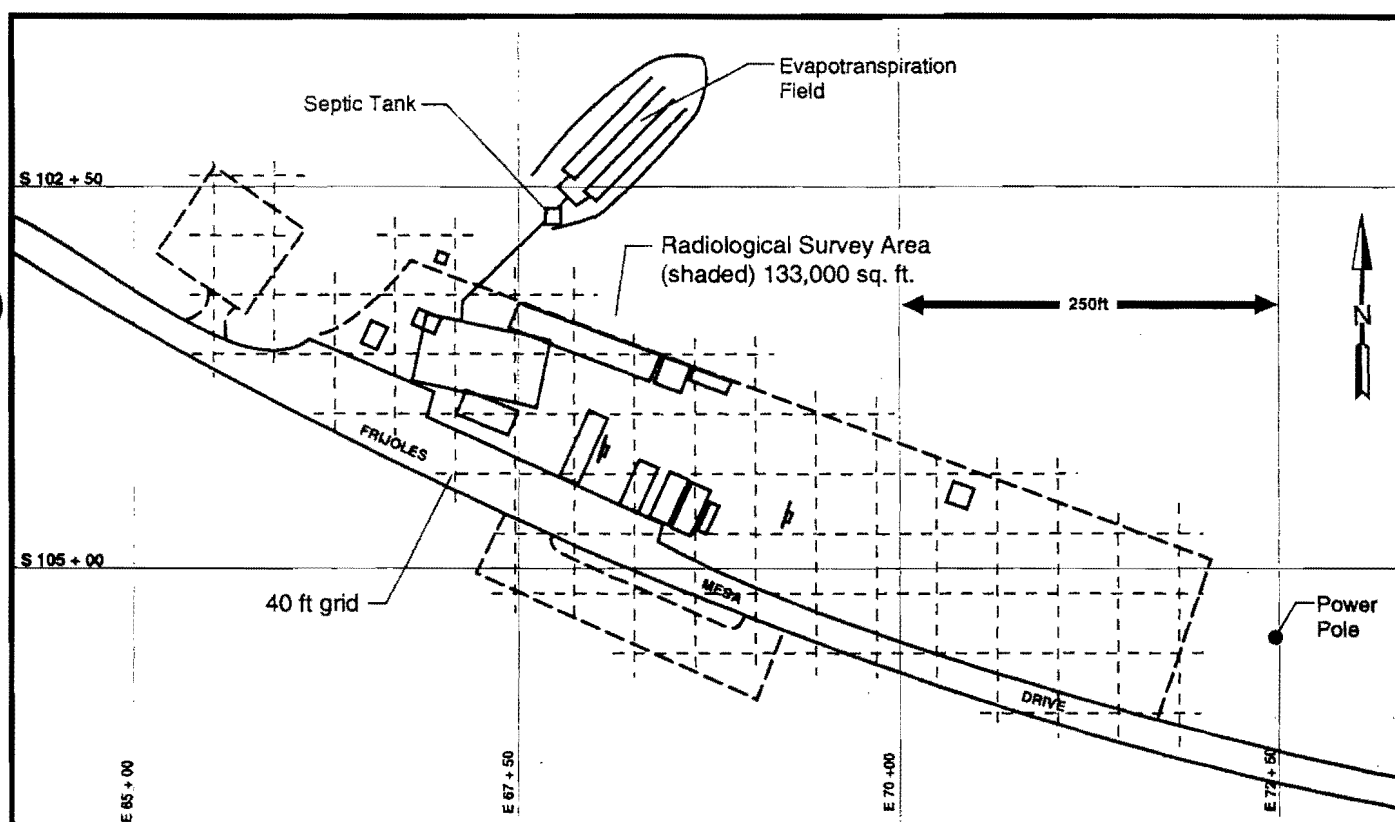 Evapotranspiration
Field
Septic Tank
S 102 + 50
Radiological Survey Area
(shaded) 133,000 sq. ft.
250ft
N
FRIJOLES
S 105 + 00
MESA
40 ft grid
Power
Pole
DRIVE
E 65 + 00
E 67 + 50
E 70 +00
E 72 + 50